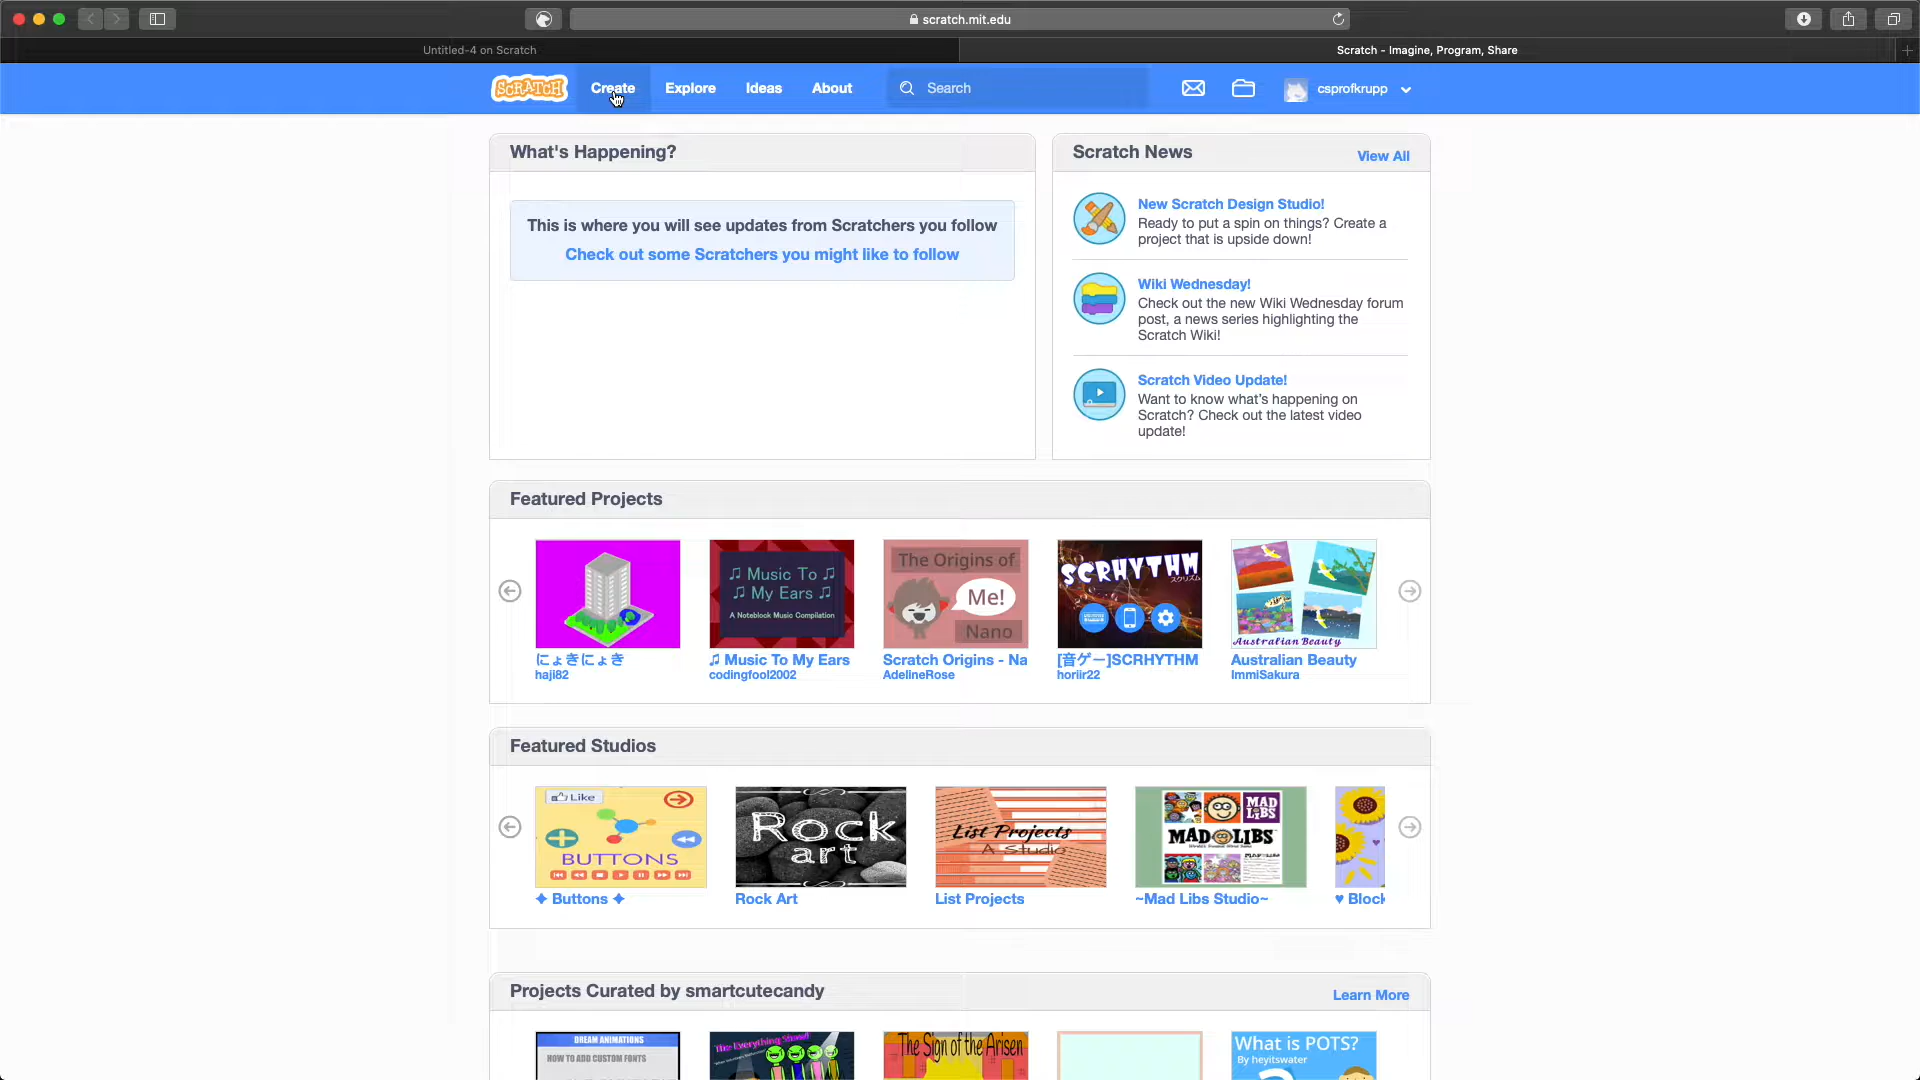 scratch.mit.edu
Untitled-4 on Scratch
Scratch - Imagine, Program, Share
SCRATCH
Create
Explore
Ideas
About
Search
csprofkrupp
What's Happening?
This is where you will see updates from Scratchers you follow
Check out some Scratchers you might like to follow
Scratch News
View All
New Scratch Design Studio!
Ready to put a spin on things? Create a
project that is upside down!
Wiki Wednesday!
Check out the new Wiki Wednesday forum
post, a news series highlighting the
Scratch Wiki!
Scratch Video Update!
Want to know what's happening on
Scratch? Check out the latest video
update!
Featured Projects
♫ Music To ♫
♫ My Ears ♫
A Noteblock Music Compilation
The Origins of
Me!
Nano
SCRHYTHM
スクリズム
Australian Beauty
にょきにょき
haji82
♫ Music To My Ears
codingfool2002
Scratch Origins - Na
AdelineRose
[音ゲー]SCRHYTHM
horiir22
Australian Beauty
ImmiSakura
Featured Studios
Like
BUTTONS
Rock
art
List Projects
A Studio
MAD
LIBS
MAD@LIBS
✦ Buttons ✦
Rock Art
List Projects
~Mad Libs Studio~
♥ Block
Projects Curated by smartcutecandy
Learn More
DREAM ANIMATIONS
HOW TO ADD CUSTOM FONTS
The Everything Stand!
The Sign of the Arisen
What is POTS?
By heyitswater